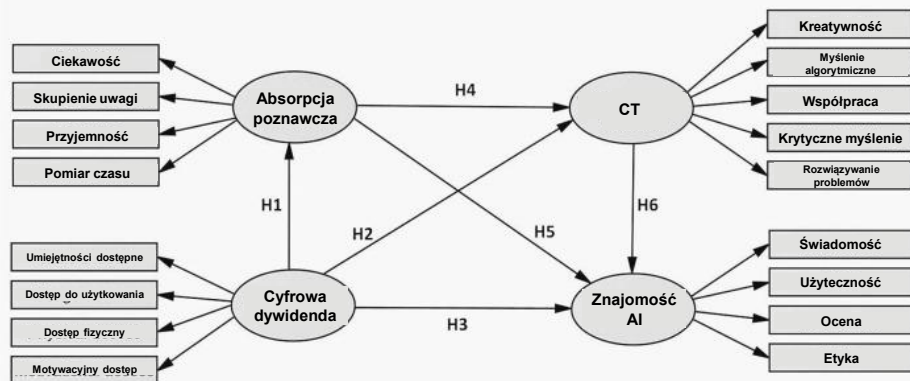 Ciekawość
Skupienie uwagi
Przyjemność
Pomiar czasu
Absorpcja
poznawcza
H4
CT
Kreatywność
Myślenie
algorytmiczne
Współpraca
Krytyczne myślenie
Rozwiązywanie
problemów
H1
H2
H5
H6
Umiejętności dostępne
Dostęp do użytkowania
Dostęp fizyczny
Motywacyjny dostęp
Cyfrowa
dywidenda
H3
Znajomość
AI
Świadomość
Użyteczność
Ocena
Etyka